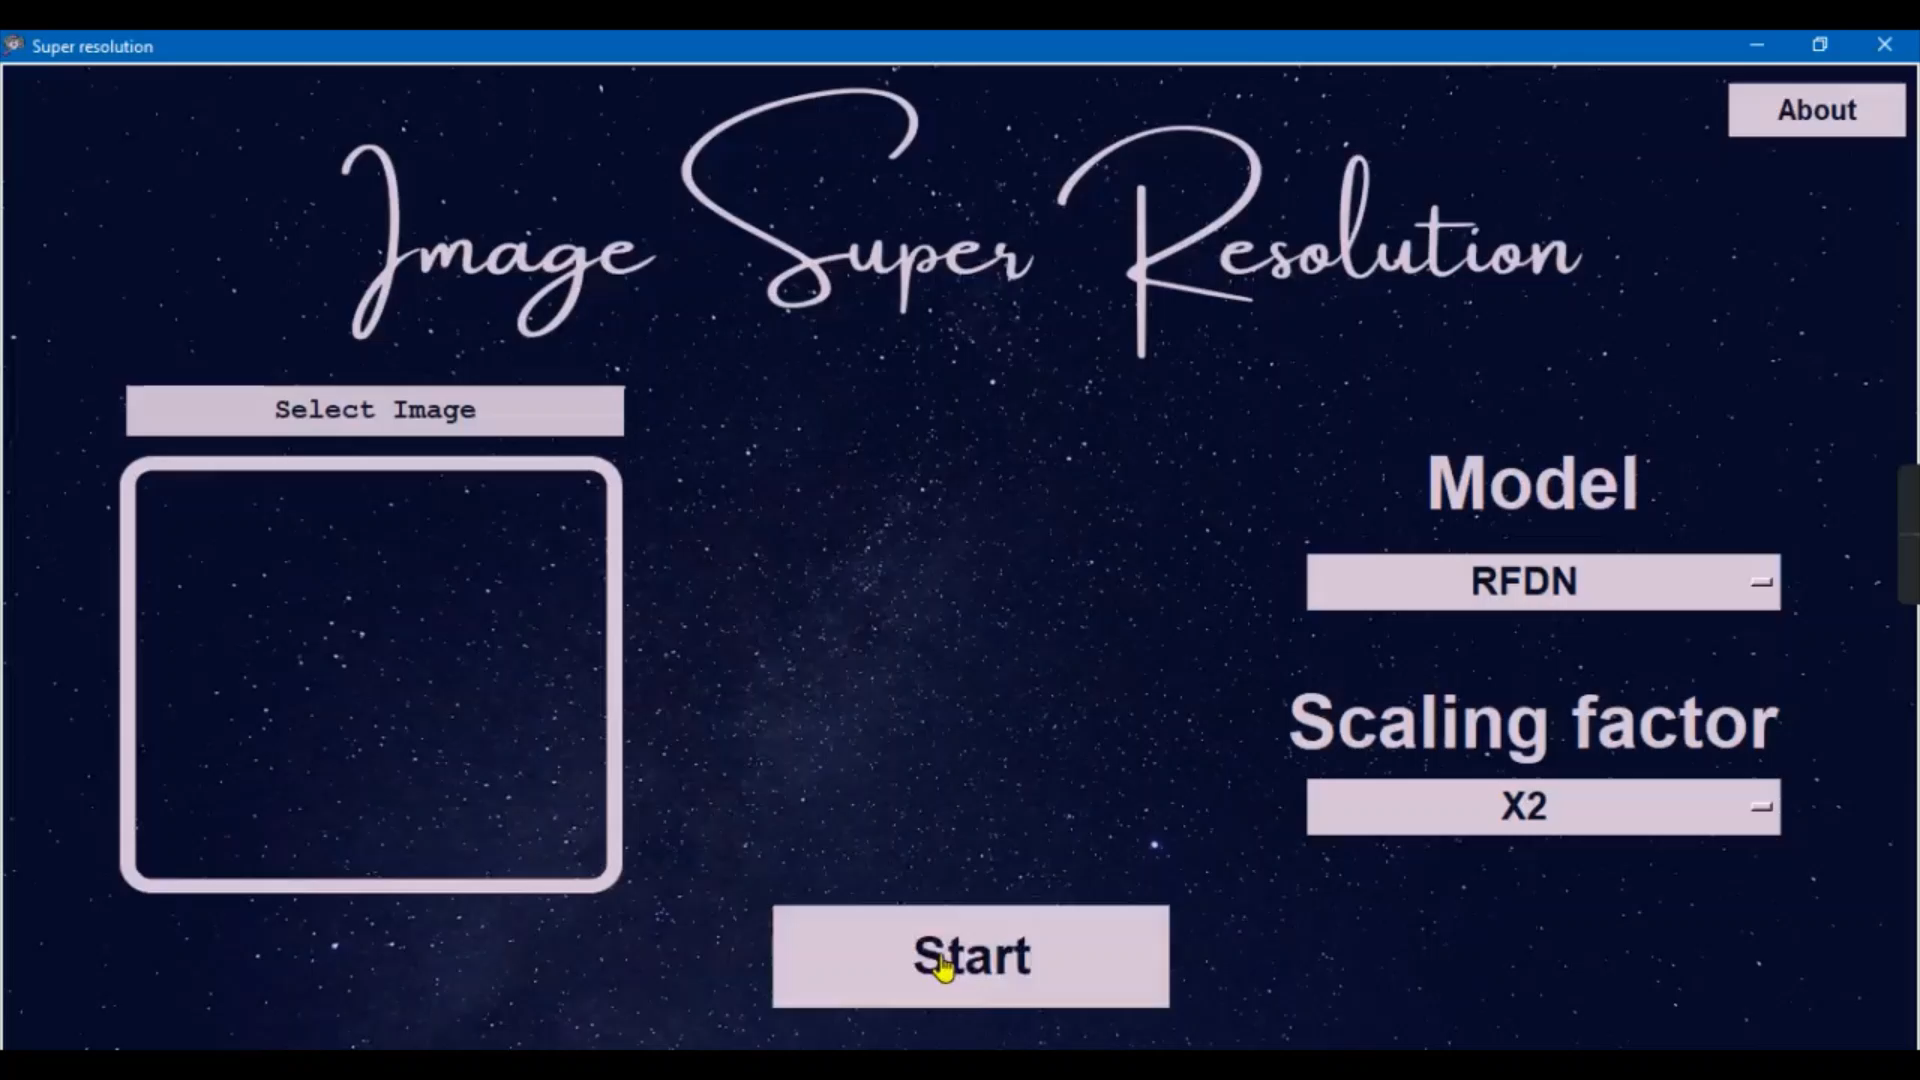 Super resolution
About
Image Super Resolution
Select Image
Model
RFDN
Scaling factor
X2
Start